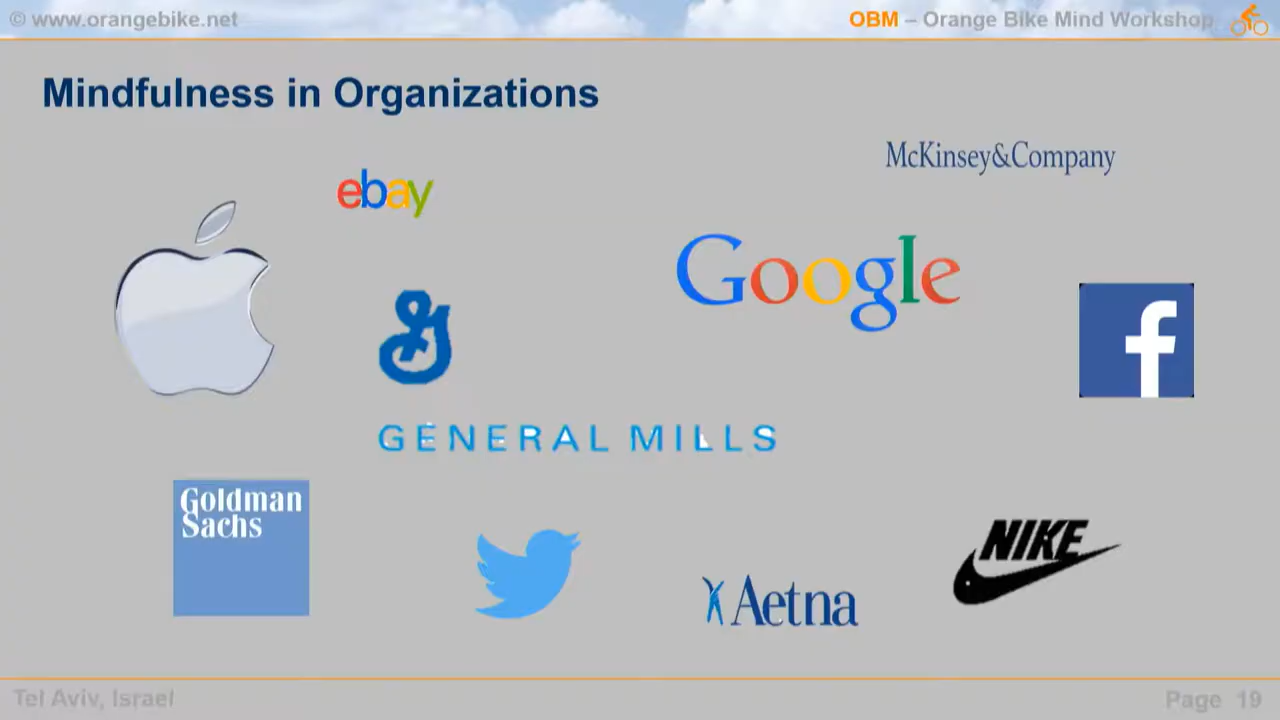 © www.orangebike.net
OBM – Orange Bike Mind Workshop
Mindfulness in Organizations
McKinsey&Company
ebay
Google
f
G
GENERAL MILLS
Goldman
Sachs
NIKE
Aetna
Tel Aviv, Israel
Page 19